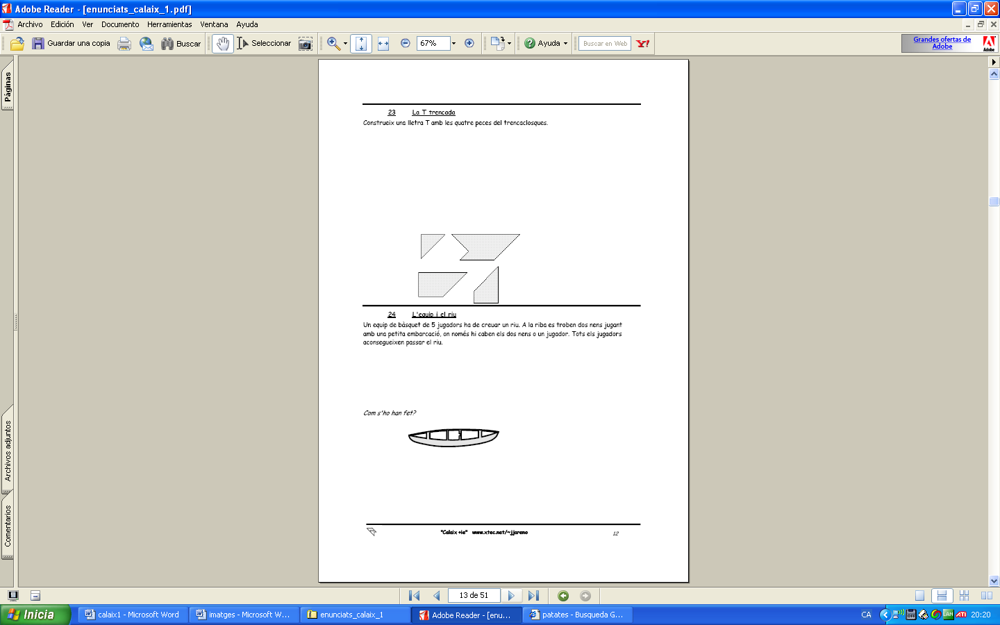 Adobe Reader - [enunciats_calaix_1.pdf]
Archivo Edición Ver Documento Herramientas Ventana Ayuda
Guardar una copia Buscar Seleccionar 67% Ayuda Buscar en Web Y! Grandes ofertas de
Adobe
Adobe
Páginas
Archivos adjuntos
Comentarios
23 La T trencada
Construeix una lletra T amb les quatre peces del trencaclosques.
24 L'equip i el riu
Un equip de bàsquet de 5 jugadors ha de creuar un riu. A la riba es troben dos nens jugant
amb una petita embarcació, on només hi caben els dos nens o un jugador. Tots els jugadors
aconsegueixen passar el riu.
Com s'ho han fet?
"Calaix +ie" www.xtec.net/~jjareno 12
13 de 51
Inicia calaix1 - Microsoft Word imatges - Microsoft W... enunciats_calaix_1 Adobe Reader - [enu... patates - Busqueda G... CA OFF LAN ATI 20:20